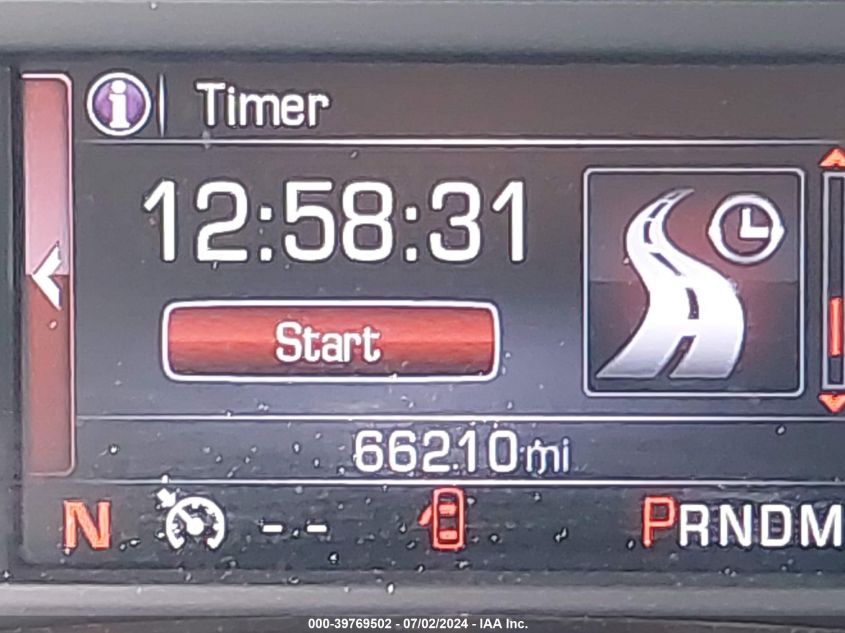 i Timer
12:58:31
Start
66210mi
N -- PRNDM
000-39769502 - 07/02/2024 - IAA Inc.